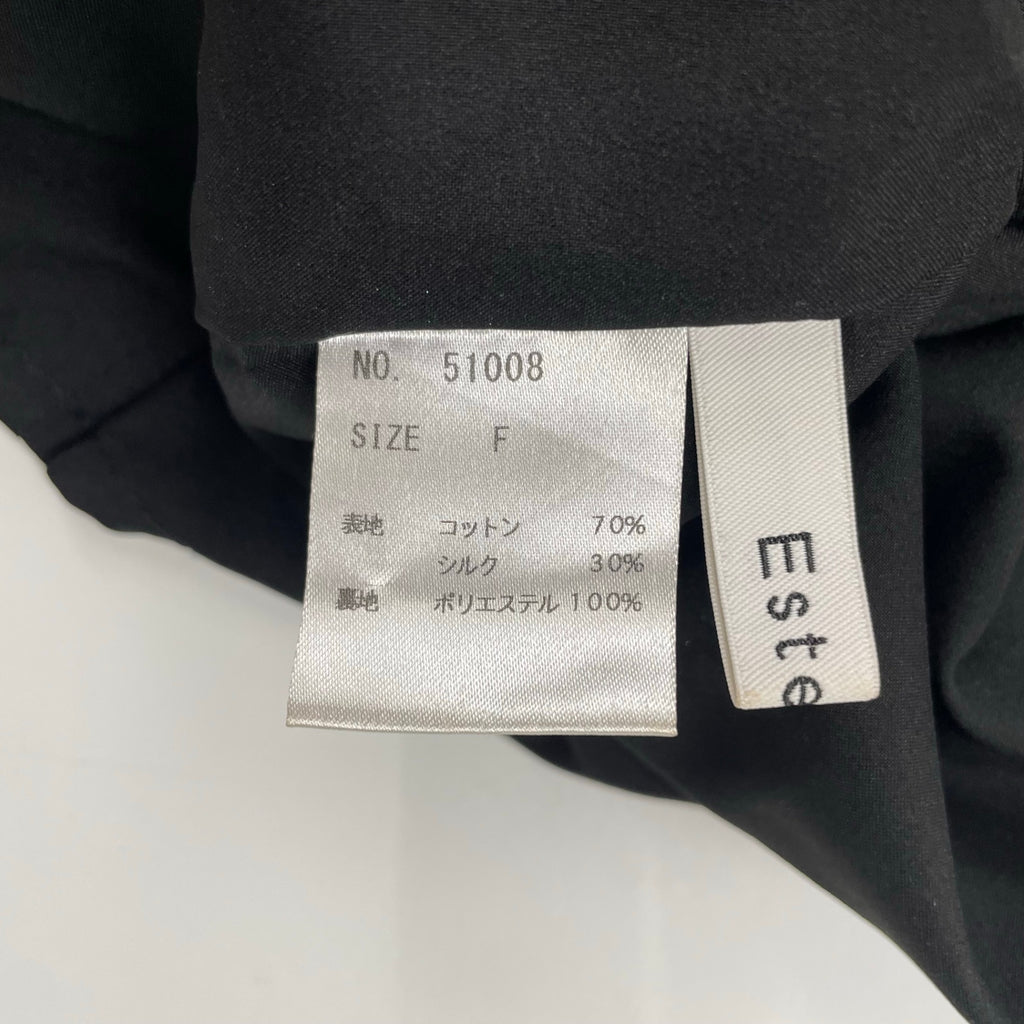 NO. 51008
SIZE F
表地 コットン 70%
シルク 30%
裏地 ポリエステル 100%
Este